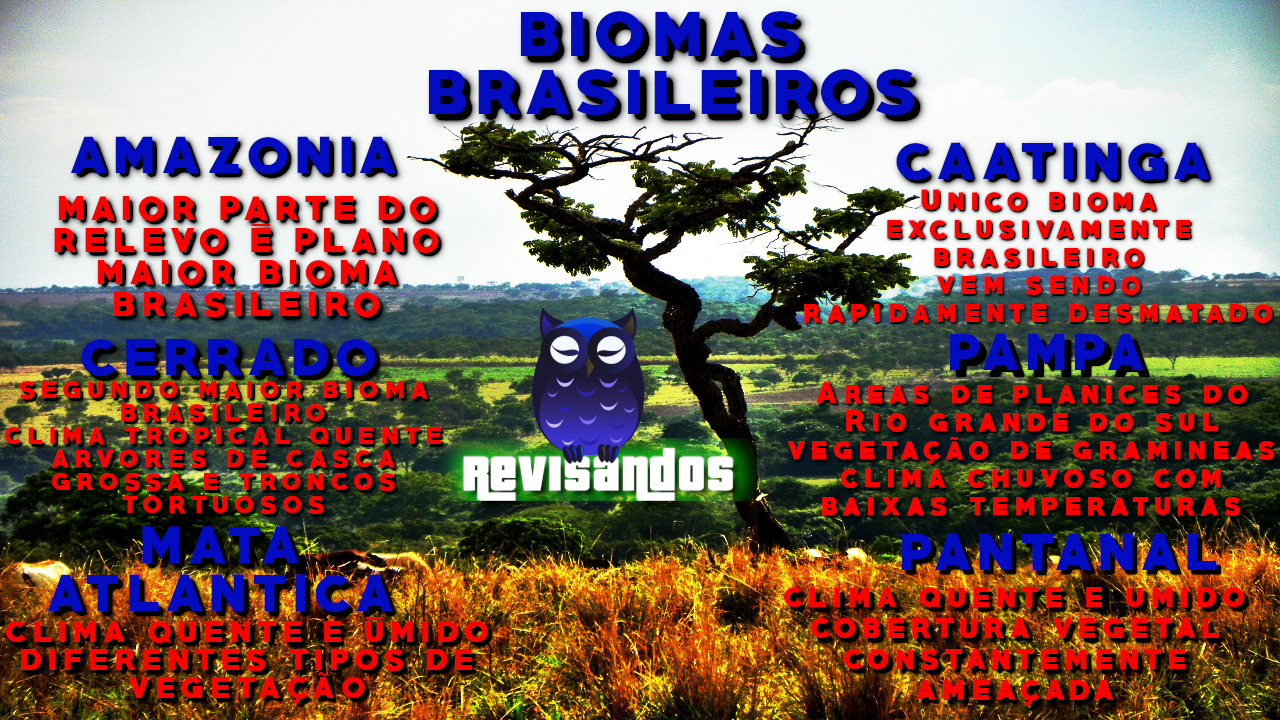 BIOMAS
BRASILEIROS
AMAZONIA
MAIOR PARTE DO
RELEVO É PLANO
MAIOR BIOMA
BRASILEIRO
CERRADO
SEGUNDO MAIOR BIOMA
BRASILEIRO
CLIMA TROPICAL QUENTE
ARVORES DE CASCA
GROSSA E TRONCOS
TORTUOSOS
MATA
ATLÂNTICA
CLIMA QUENTE E ÚMIDO
DIFERENTES TIPOS DE
VEGETAÇÃO
REVISANDOS
CAATINGA
UNICO BIOMA
EXCLUSIVAMENTE
BRASILEIRO
VEM SENDO
RAPIDAMENTE DESMATADO
PAMPA
AREAS DE PLANICES DO
RIO GRANDE DO SUL
VEGETAÇÃO DE GRAMINEAS
CLIMA CHUVOSO COM
BAIXAS TEMPERATURAS
PANTANAL
CLIMA QUENTE E UMIDO
COBERTURA VEGETAL
CONSTANTEMENTE
AMEAÇADA